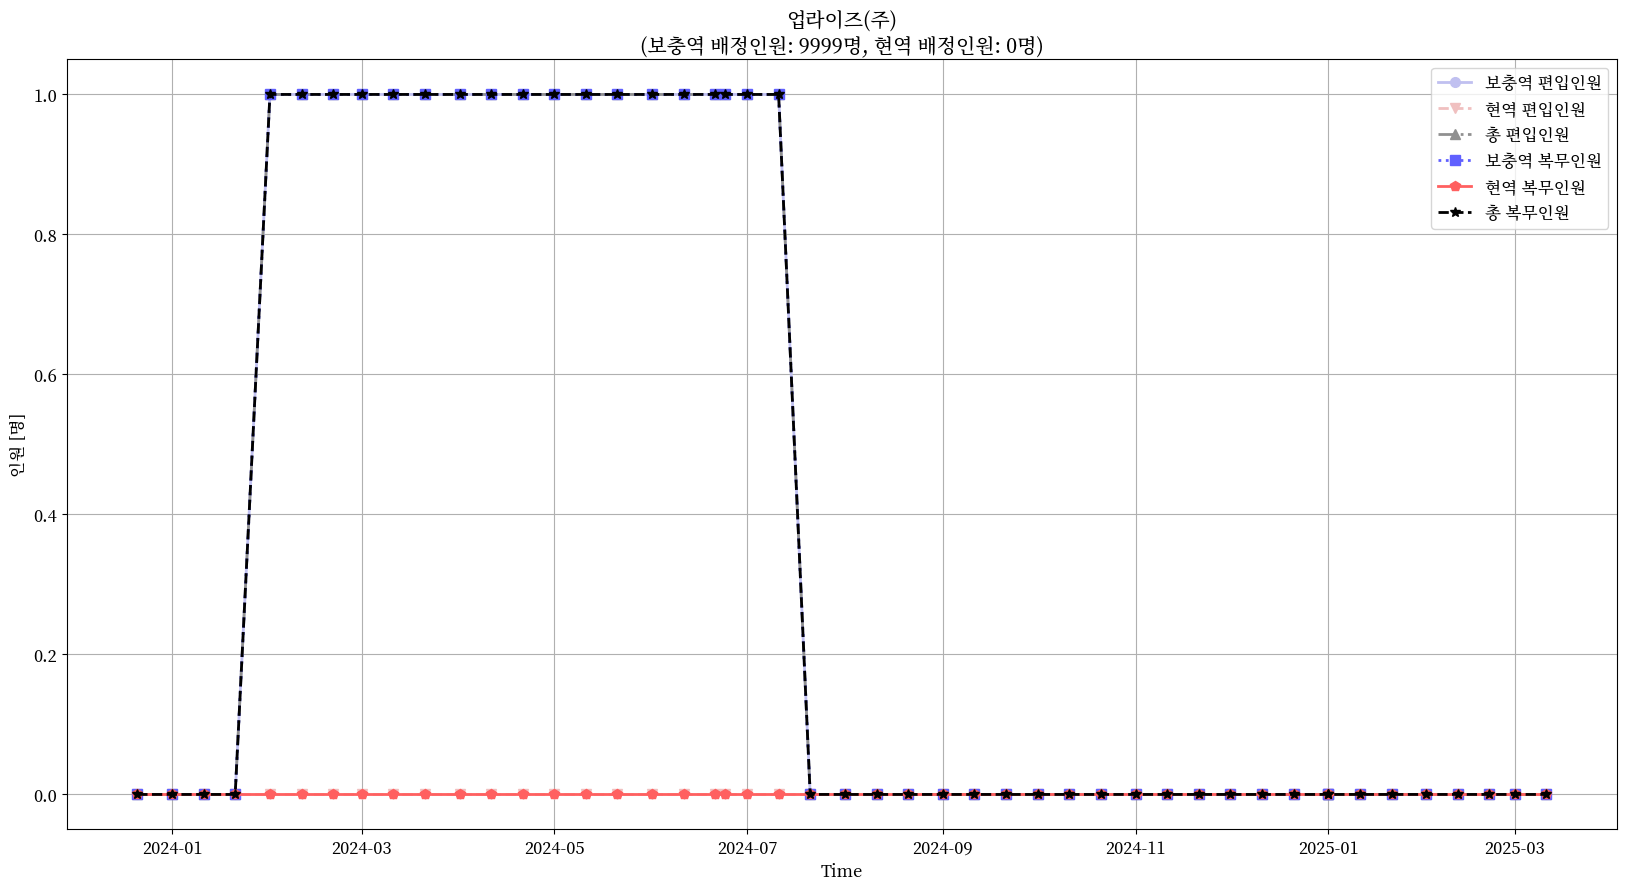 업라이즈(주)
(보충역 배정인원: 9999명, 현역 배정인원: 0명)
보충역 편입인원
현역 편입인원
총 편입인원
보충역 복무인원
현역 복무인원
총 복무인원
인원 [명]
1.0
0.8
0.6
0.4
0.2
0.0
2024-01 2024-03 2024-05 2024-07 2024-09 2024-11 2025-01 2025-03
Time